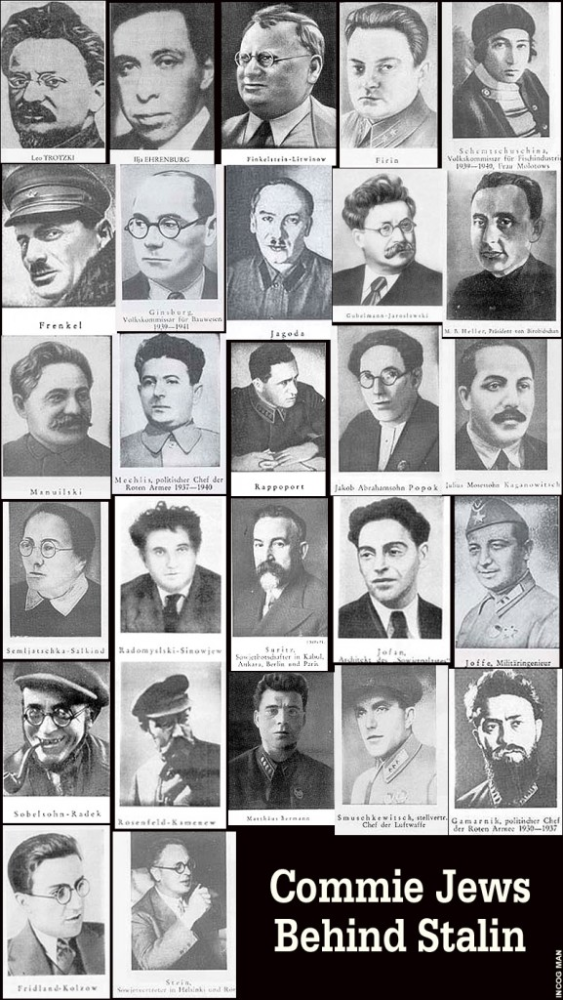 Leo TROTZKI
Ilja EHRENBURG
Finkelstein-Litwinow
Firin
Schemtschuschina,
Volkskommissar für Fischindustrie
1939—1940, Frau Molotows
Frenkel
Ginsburg,
Volkskommissar für Bauwesen
1939—1941
Jagoda
Gubelmann-Jaroslawski
M. B. Heller, Präsident von Birobidschan
Manuilski
Mechlis, politischer Chef der
Roten Armee 1937—1940
Rappoport
Jakob Abrahamsohn Popok
Julius Mosessohn Kaganowitsch
Semljatschka-Salkind
Radomyslski-Sinowjew
Suritz,
Sowjetbotschafter in Kabul,
Ankara, Berlin und Paris
Jofan,
Architekt des „Sowjetpalastes“
Joffe, Militäringenieur
Sobelsohn-Radek
Rosenfeld-Kamenew
Matthäus Bermann
Smuschkewitsch, stellvertr.
Chef der Luftwaffe
Gamarnik, politischer Chef
der Roten Armee 1930—1937
Fridland-Kolzow
Stein,
Sowjetvertreter in Helsinki und Rom
Commie Jews
Behind Stalin
INCOG MAN